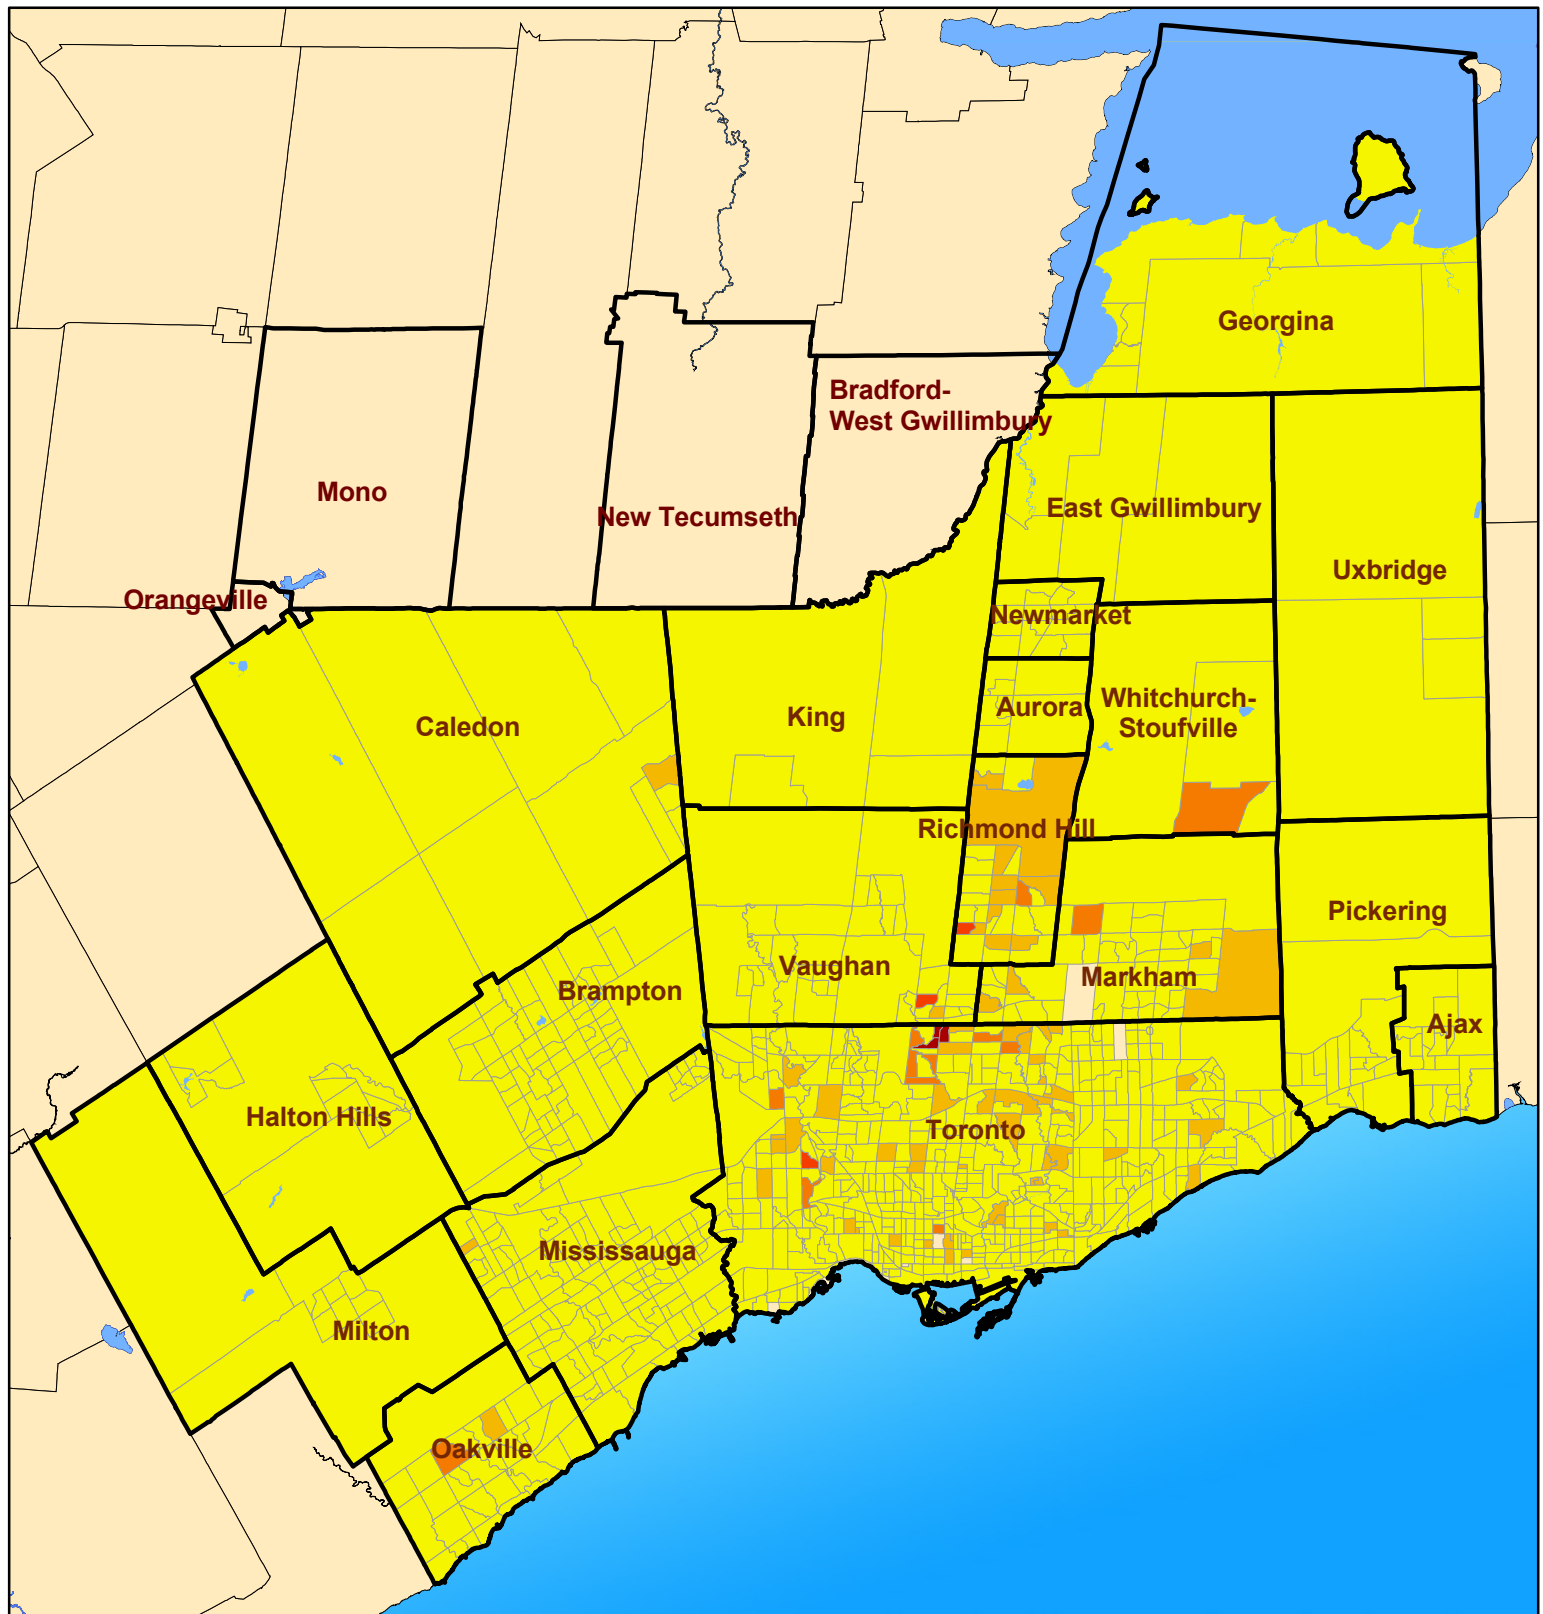 Georgina
Bradford-
West Gwillimbury
Mono
New Tecumseth
East Gwillimbury
Uxbridge
Orangeville
Newmarket
Caledon
King
Aurora
Whitchurch-
Stoufville
Richmond Hill
Pickering
Vaughan
Markham
Brampton
Ajax
Halton Hills
Toronto
Mississauga
Milton
Oakville